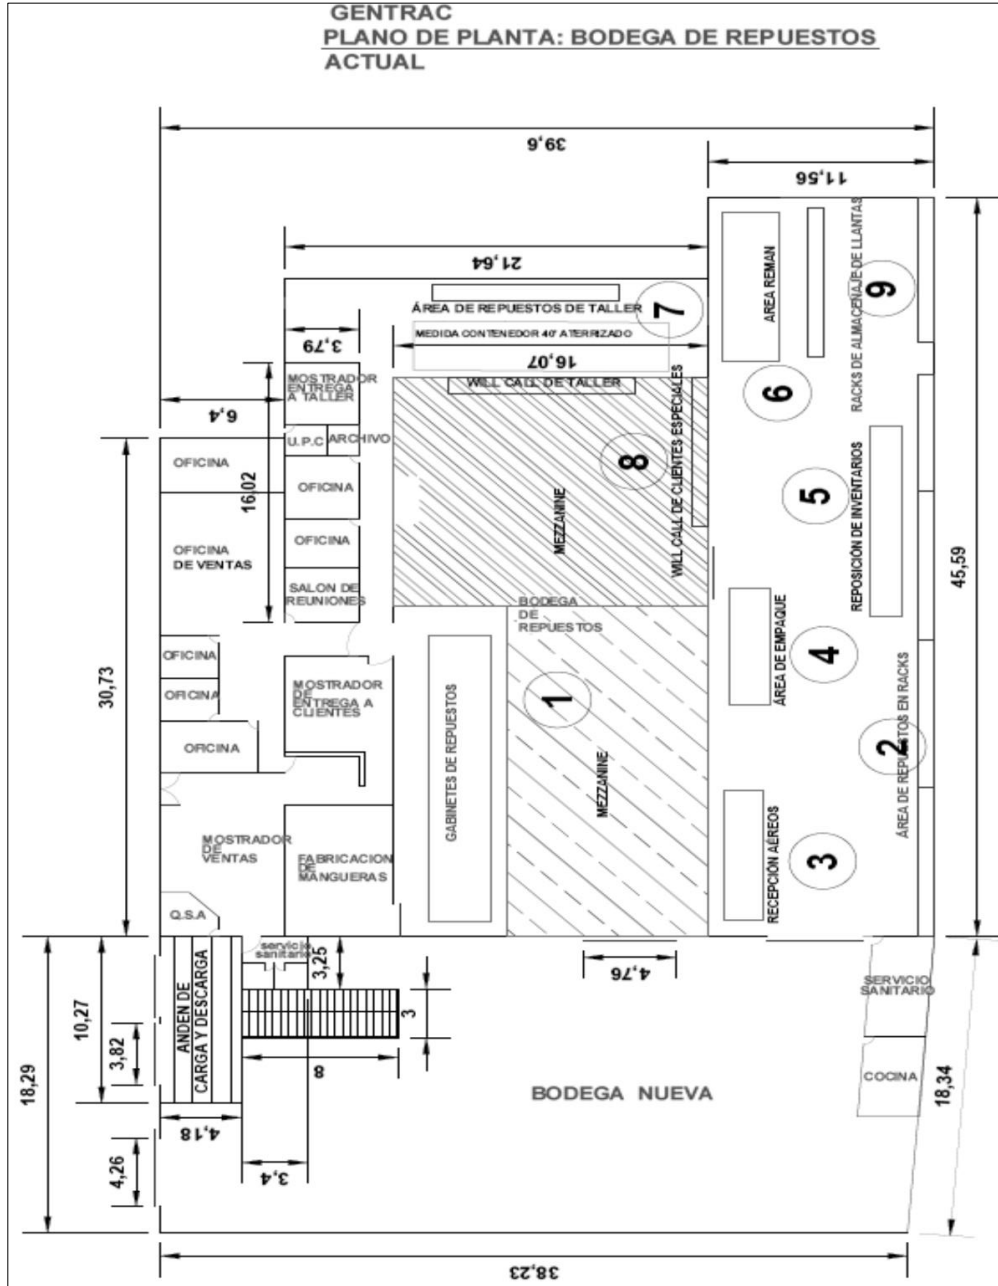 GENTRAC
PLANO DE PLANTA: BODEGA DE REPUESTOS
ACTUAL
39,6
11,56
21,64
ÁREA DE REPUESTOS DE TALLER
7
MEDIDA CONTENEDOR 40' ATERRIZADO
3,79
16,07
AREA REMAN
RACKS DE ALMACENAJE DE LLANTAS
9
6
MOSTRADOR
ENTREGA
A TALLER
WILL CALL DE TALLER
6,4
U.P.C
ARCHIVO
OFICINA
16,02
OFICINA
8
WILL CALL DE CLIENTES ESPECIALES
MEZZANINE
5
REPOSICIÓN DE INVENTARIOS
45,59
OFICINA
DE VENTAS
OFICINA
SALON DE
REUNIONES
BODEGA
DE
REPUESTOS
30,73
OFICINA
OFICINA
OFICINA
MOSTRADOR
DE
ENTREGA A
CLIENTES
GABINETES DE REPUESTOS
1
MEZZANINE
ÁREA DE EMPAQUE
4
2
ÁREA DE REPUESTOS EN RACKS
MOSTRADOR
DE
VENTAS
FABRICACION
DE
MANGUERAS
RECEPCIÓN AÉREOS
3
Q.S.A
servicio
sanitario
3,25
4,76
SERVICIO
SANITARIO
ANDEN DE
CARGA Y DESCARGA
10,27
3,82
18,29
3
8
COCINA
18,34
BODEGA NUEVA
4,18
4,26
3,4
38,23